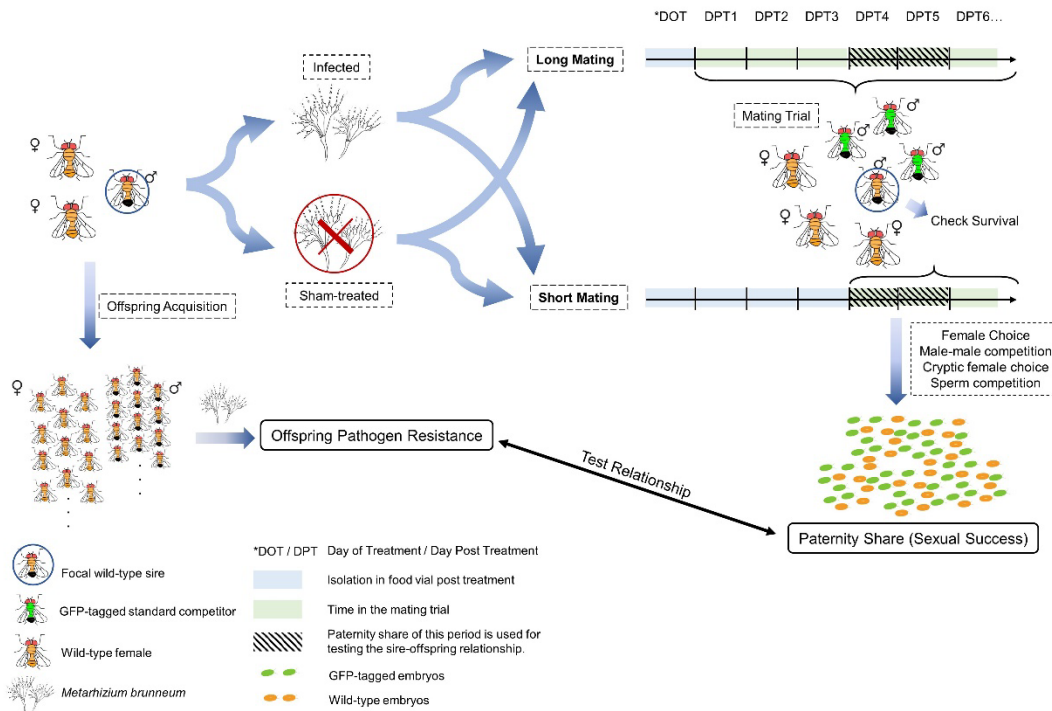 *DOT DPT1 DPT2 DPT3 DPT4 DPT5 DPT6…
Infected
Long Mating
♂
♀
Mating Trial
♂
♂
♂
♀
♂
♀
Check Survival
♀
♀
Sham-treated
Short Mating
Offspring Acquisition
Female Choice
Male-male competition
Cryptic female choice
Sperm competition
♀
♂
Offspring Pathogen Resistance
Test Relationship
Paternity Share (Sexual Success)
Focal wild-type sire
GFP-tagged standard competitor
Wild-type female
Metarhizium brunneum
*DOT / DPT Day of Treatment / Day Post Treatment
Isolation in food vial post treatment
Time in the mating trial
Paternity share of this period is used for
testing the sire-offspring relationship.
GFP-tagged embryos
Wild-type embryos